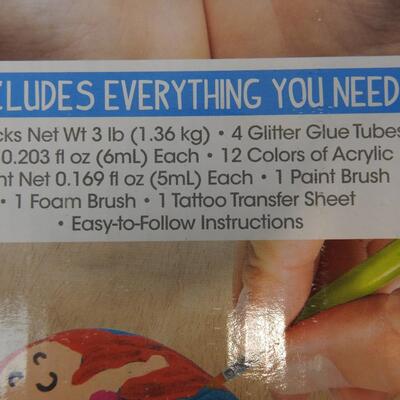 CLUDES EVERYTHING YOU NEED
cks Net Wt 3 lb (1.36 kg) • 4 Glitter Glue Tubes
0.203 fl oz (6mL) Each • 12 Colors of Acrylic
nt Net 0.169 fl oz (5mL) Each • 1 Paint Brush
• 1 Foam Brush • 1 Tattoo Transfer Sheet
• Easy-to-Follow Instructions